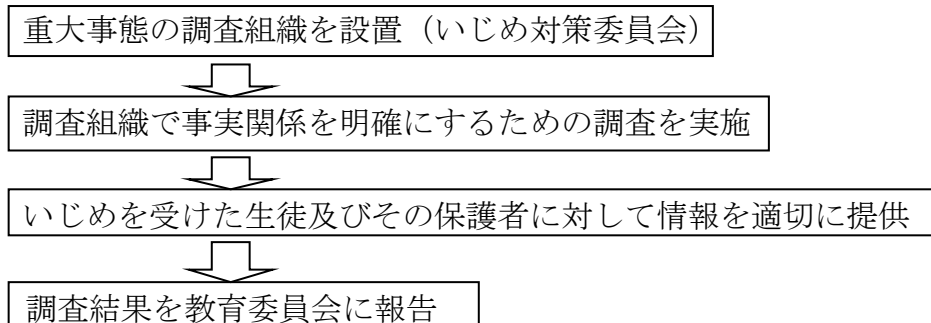 重大事態の調査組織を設置（いじめ対策委員会）
調査組織で事実関係を明確にするための調査を実施
いじめを受けた生徒及びその保護者に対して情報を適切に提供
調査結果を教育委員会に報告